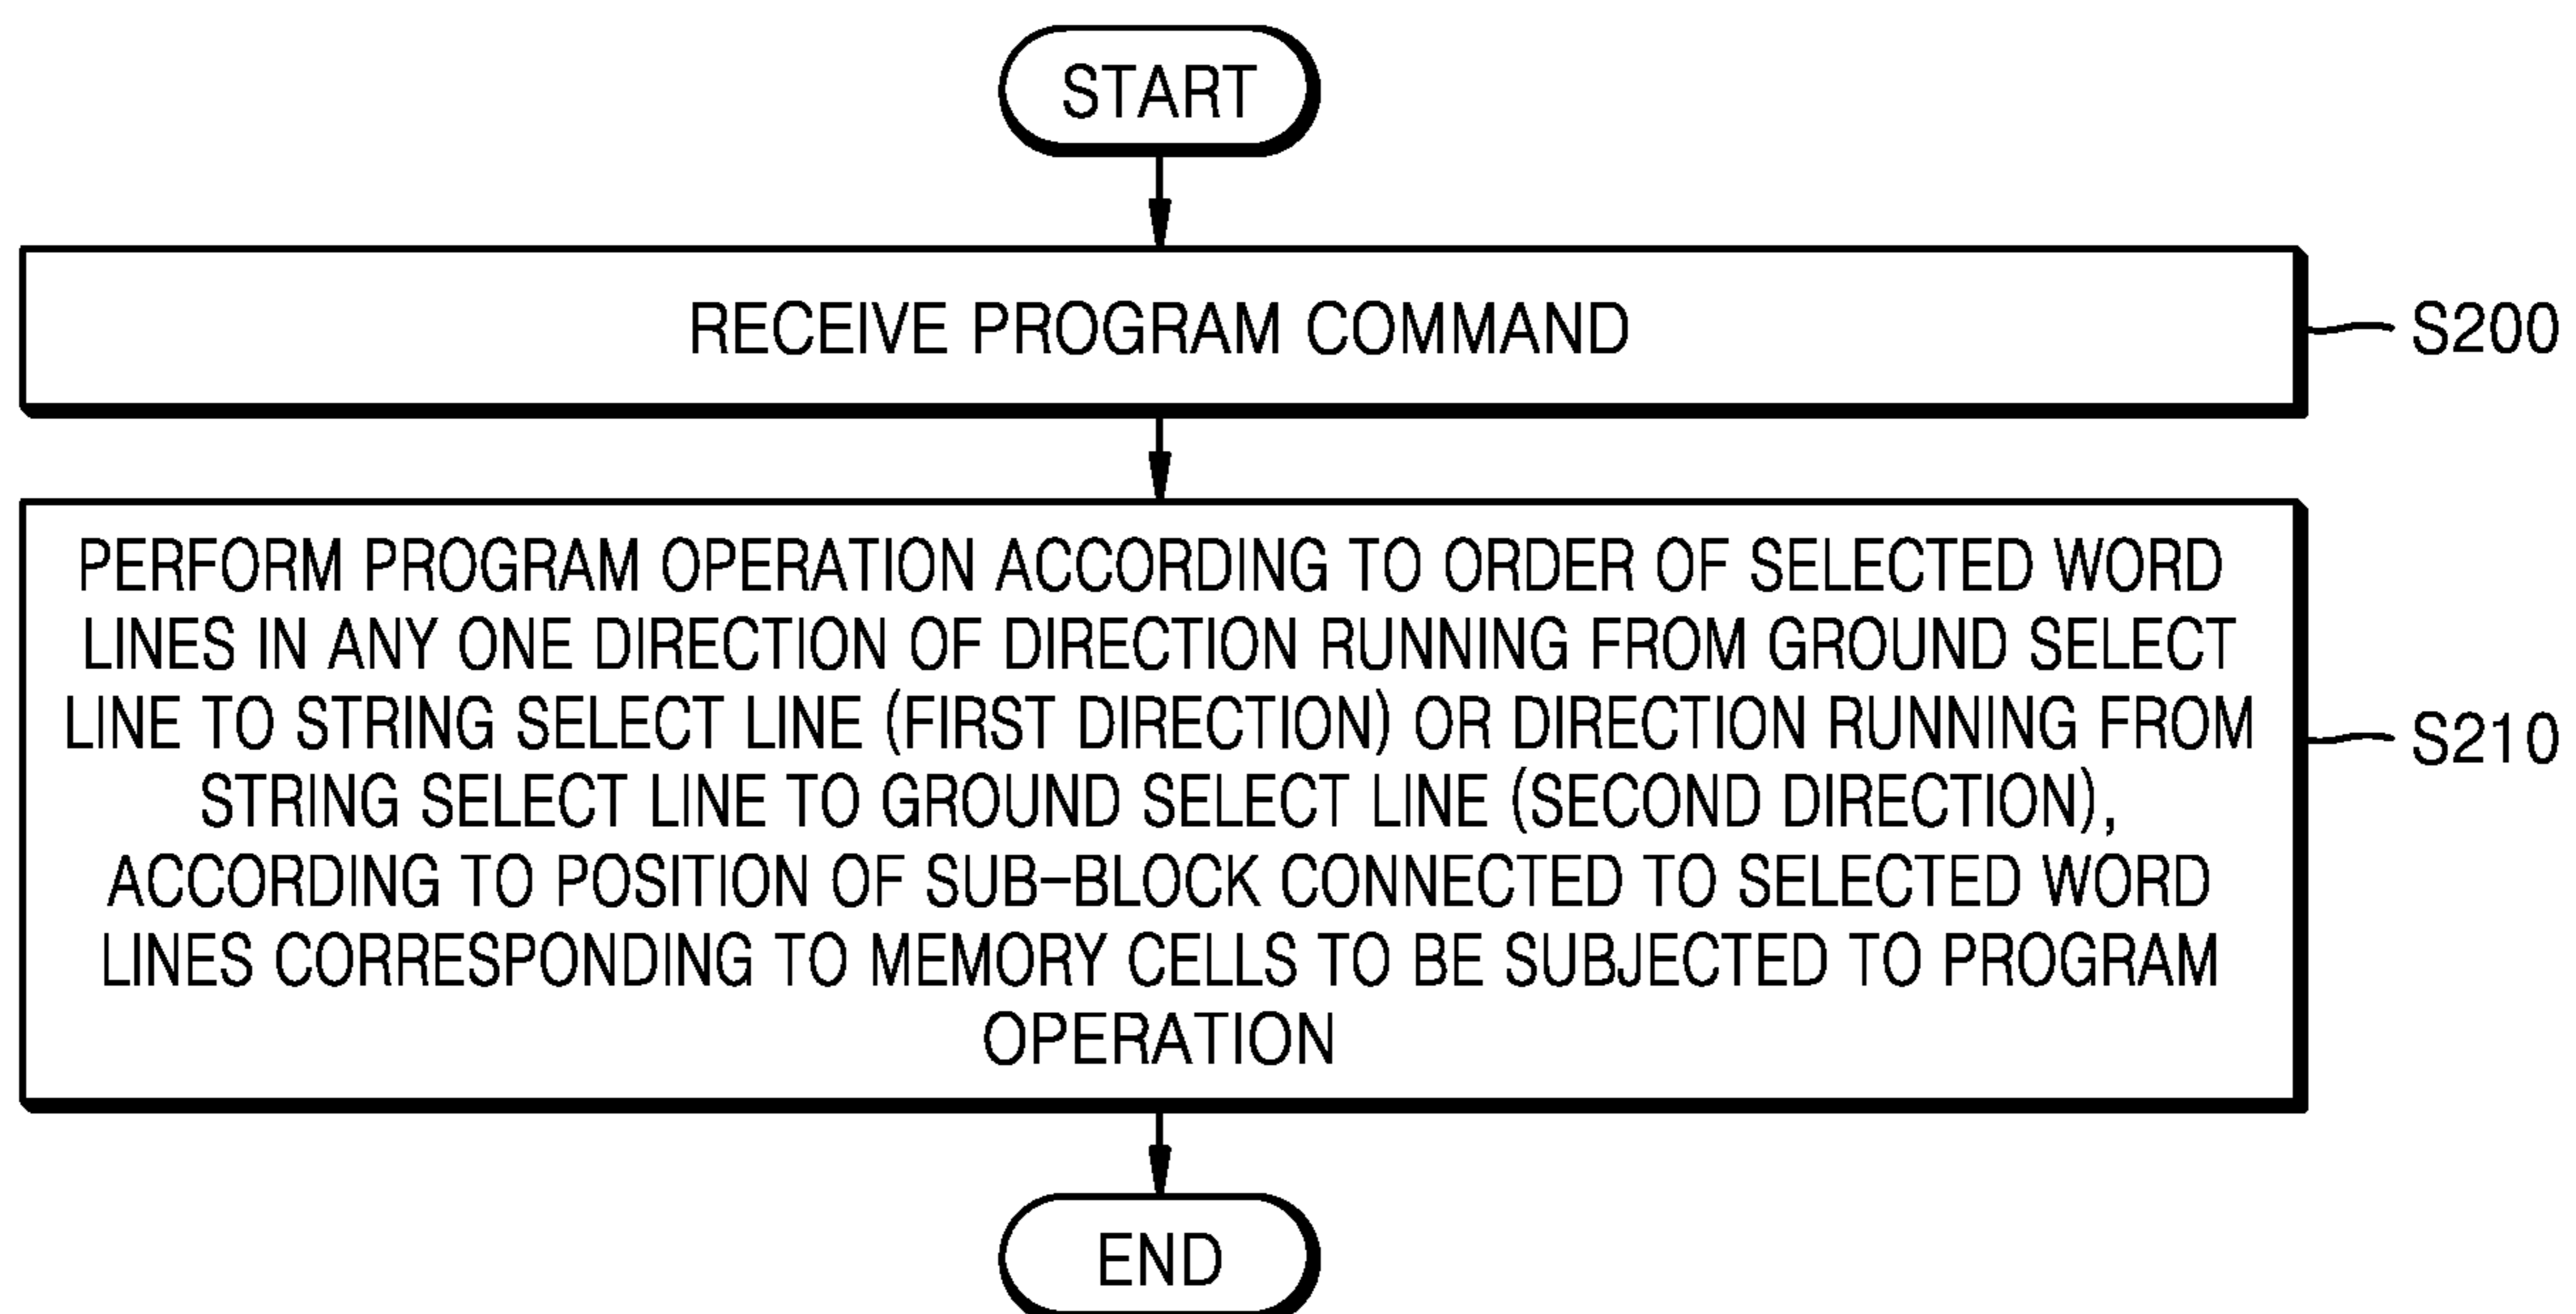 START
RECEIVE PROGRAM COMMAND
S200
PERFORM PROGRAM OPERATION ACCORDING TO ORDER OF SELECTED WORD
LINES IN ANY ONE DIRECTION OF DIRECTION RUNNING FROM GROUND SELECT
LINE TO STRING SELECT LINE (FIRST DIRECTION) OR DIRECTION RUNNING FROM
STRING SELECT LINE TO GROUND SELECT LINE (SECOND DIRECTION),
ACCORDING TO POSITION OF SUB-BLOCK CONNECTED TO SELECTED WORD
LINES CORRESPONDING TO MEMORY CELLS TO BE SUBJECTED TO PROGRAM
OPERATION
S210
END